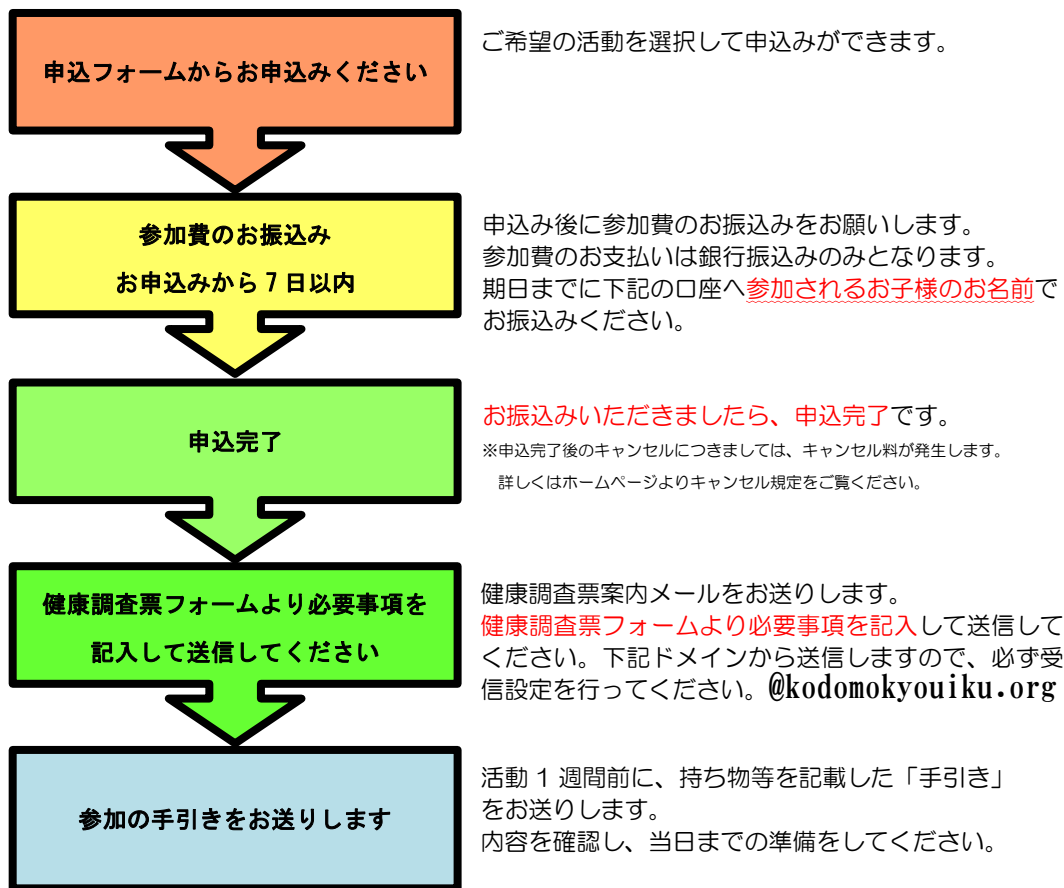 申込フォームからお申込みください
ご希望の活動を選択して申込みができます。
参加費のお振込み
お申込みから7日以内
申込み後に参加費のお振込みをお願いします。
参加費のお支払いは銀行振込みのみとなります。
期日までに下記の口座へ参加されるお子様のお名前で
お振込みください。
申込完了
お振込みいただきましたら、申込完了です。
※申込完了後のキャンセルにつきましては、キャンセル料が発生します。
詳しくはホームページよりキャンセル規定をご覧ください。
健康調査票フォームより必要事項を
記入して送信してください
健康調査票案内メールをお送りします。
健康調査票フォームより必要事項を記入して送信して
ください。下記ドメインから送信しますので、必ず受
信設定を行ってください。@kodomokyouiku.org
参加の手引きをお送りします
活動 1 週間前に、持ち物等を記載した「手引き」
をお送りします。
内容を確認し、当日までの準備をしてください。